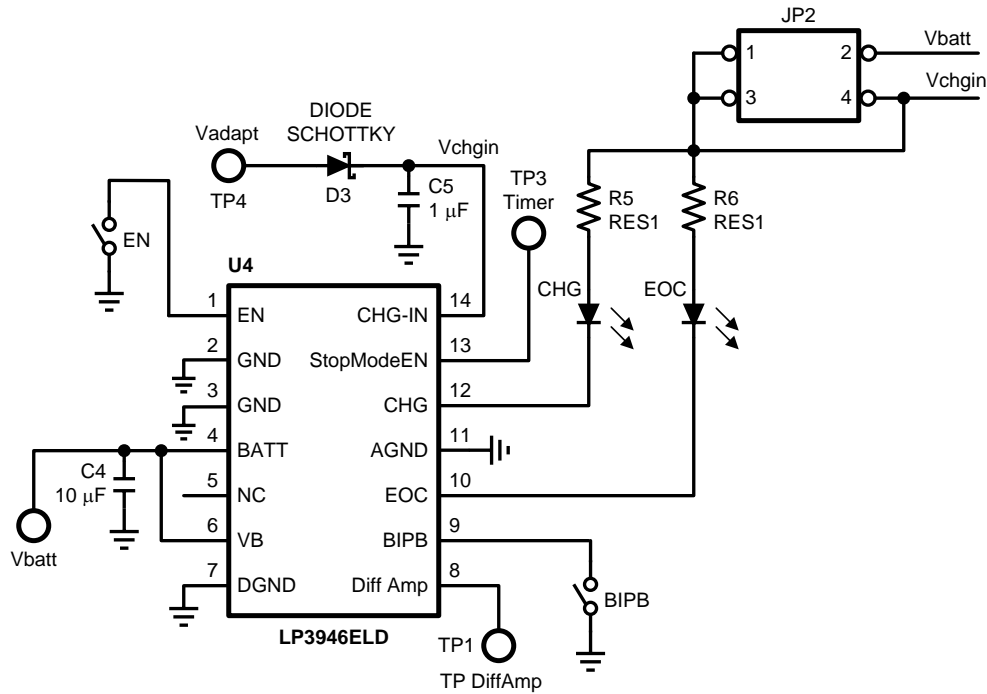 JP2
1
2
Vbatt
Vchgin
3
4
DIODE
SCHOTTKY
Vadapt
Vchgin
TP4
D3
C5
1 μF
TP3
Timer
R5
RES1
R6
RES1
EN
U4
CHG
EOC
1
EN
CHG-IN
14
2
GND
StopModeEN
13
3
GND
CHG
12
4
BATT
AGND
11
C4
10 μF
5
NC
EOC
10
6
VB
BIPB
9
Vbatt
7
DGND
Diff Amp
8
BIPB
LP3946ELD
TP1
TP DiffAmp